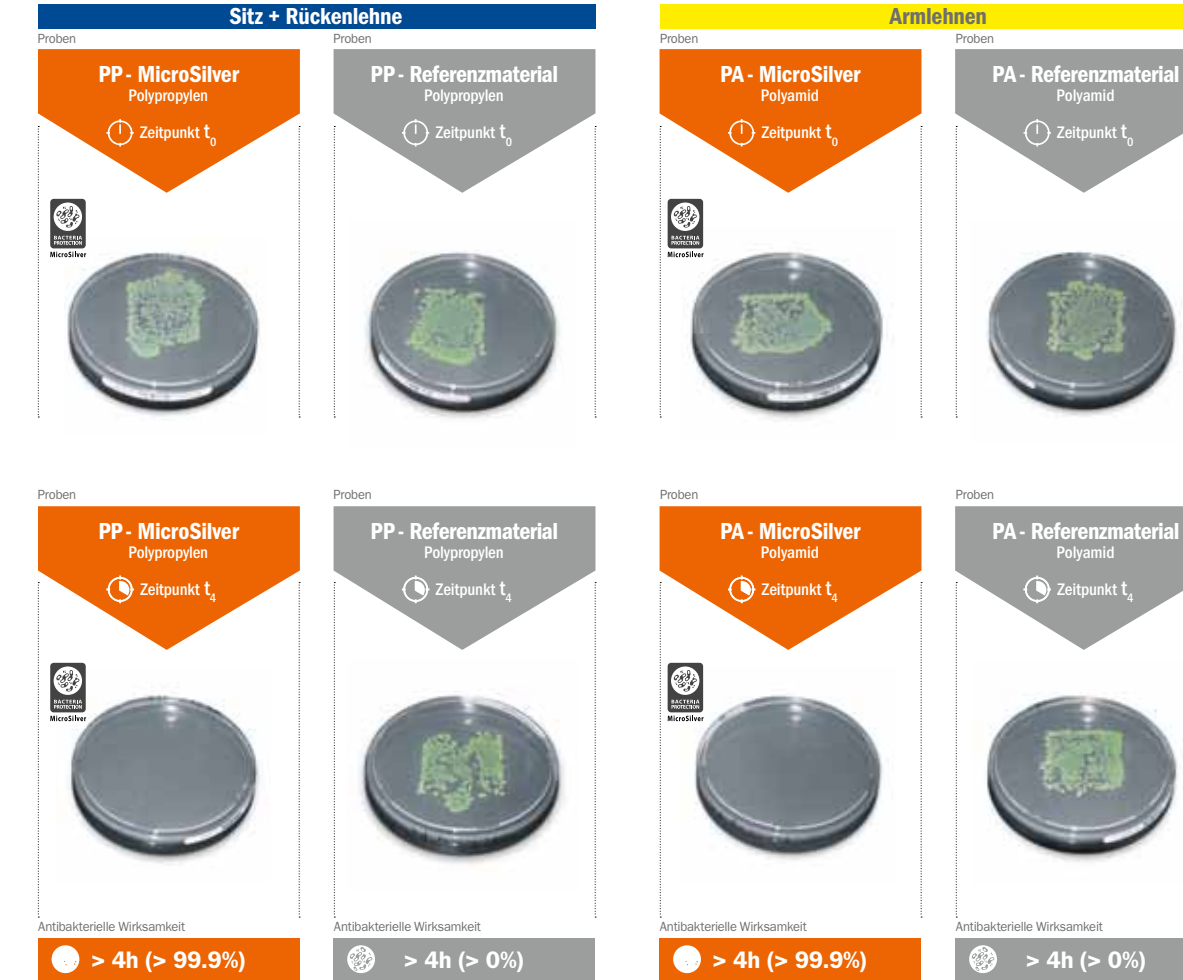 Sitz + Rückenlehne
Armlehnen
Proben
Proben
Proben
Proben
PP - MicroSilver
Polypropylen
Zeitpunkt t0
PP - Referenzmaterial
Polypropylen
Zeitpunkt t0
PA - MicroSilver
Polyamid
Zeitpunkt t0
PA - Referenzmaterial
Polyamid
Zeitpunkt t0
BACTERIA
PROTECTION
MicroSilver
BACTERIA
PROTECTION
MicroSilver
Proben
Proben
Proben
Proben
PP - MicroSilver
Polypropylen
Zeitpunkt t4
PP - Referenzmaterial
Polypropylen
Zeitpunkt t4
PA - MicroSilver
Polyamid
Zeitpunkt t4
PA - Referenzmaterial
Polyamid
Zeitpunkt t4
BACTERIA
PROTECTION
MicroSilver
BACTERIA
PROTECTION
MicroSilver
Antibakterielle Wirksamkeit
> 4h (> 99.9%)
Antibakterielle Wirksamkeit
> 4h (> 0%)
Antibakterielle Wirksamkeit
> 4h (> 99.9%)
Antibakterielle Wirksamkeit
> 4h (> 0%)